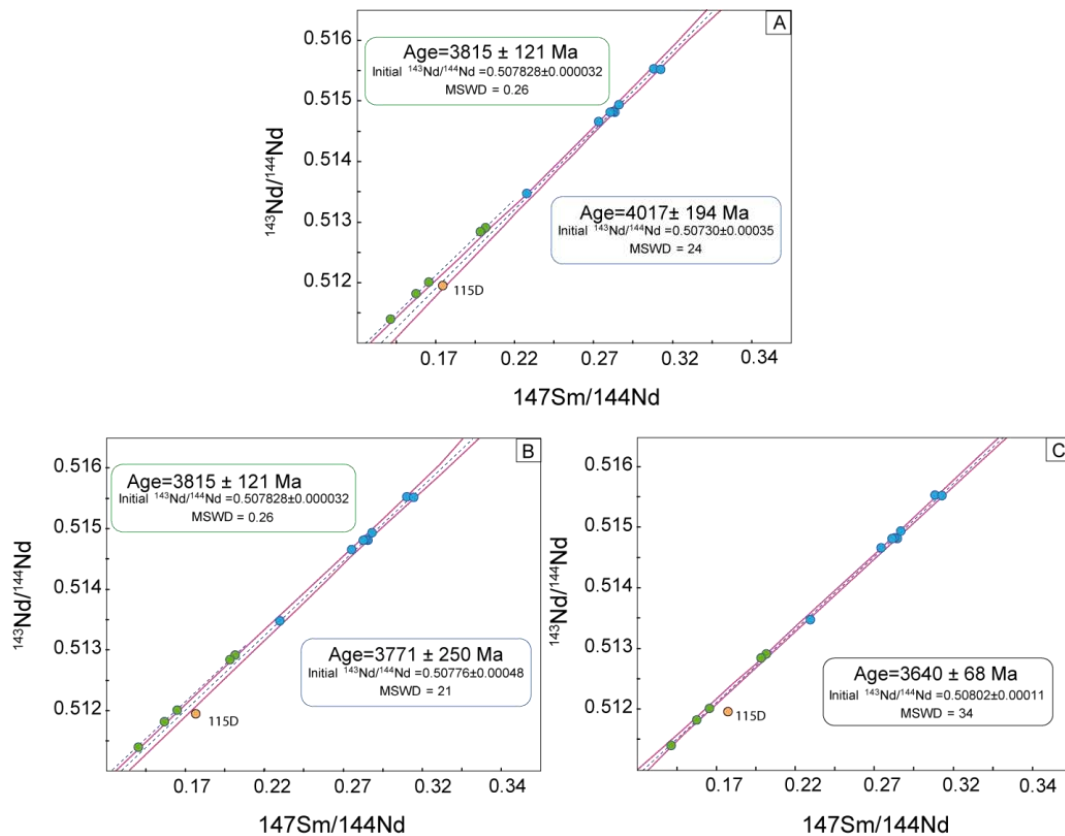 A
Age=3815 ± 121 Ma
Initial ¹⁴³Nd/¹⁴⁴Nd =0.507828±0.000032
MSWD = 0.26
Age=4017± 194 Ma
Initial ¹⁴³Nd/¹⁴⁴Nd =0.50730±0.00035
MSWD = 24
115D
0.516
0.515
0.514
0.513
0.512
¹⁴³Nd/¹⁴⁴Nd
0.17 0.22 0.27 0.32 0.34
147Sm/144Nd
B
Age=3815 ± 121 Ma
Initial ¹⁴³Nd/¹⁴⁴Nd =0.507828±0.000032
MSWD = 0.26
Age=3771 ± 250 Ma
Initial ¹⁴³Nd/¹⁴⁴Nd =0.50776±0.00048
MSWD = 21
115D
0.516
0.515
0.514
0.513
0.512
¹⁴³Nd/¹⁴⁴Nd
0.17 0.22 0.27 0.32 0.34
147Sm/144Nd
C
Age=3640 ± 68 Ma
Initial ¹⁴³Nd/¹⁴⁴Nd =0.50802±0.00011
MSWD = 34
115D
0.516
0.515
0.514
0.513
0.512
¹⁴³Nd/¹⁴⁴Nd
0.17 0.22 0.27 0.32 0.34
147Sm/144Nd